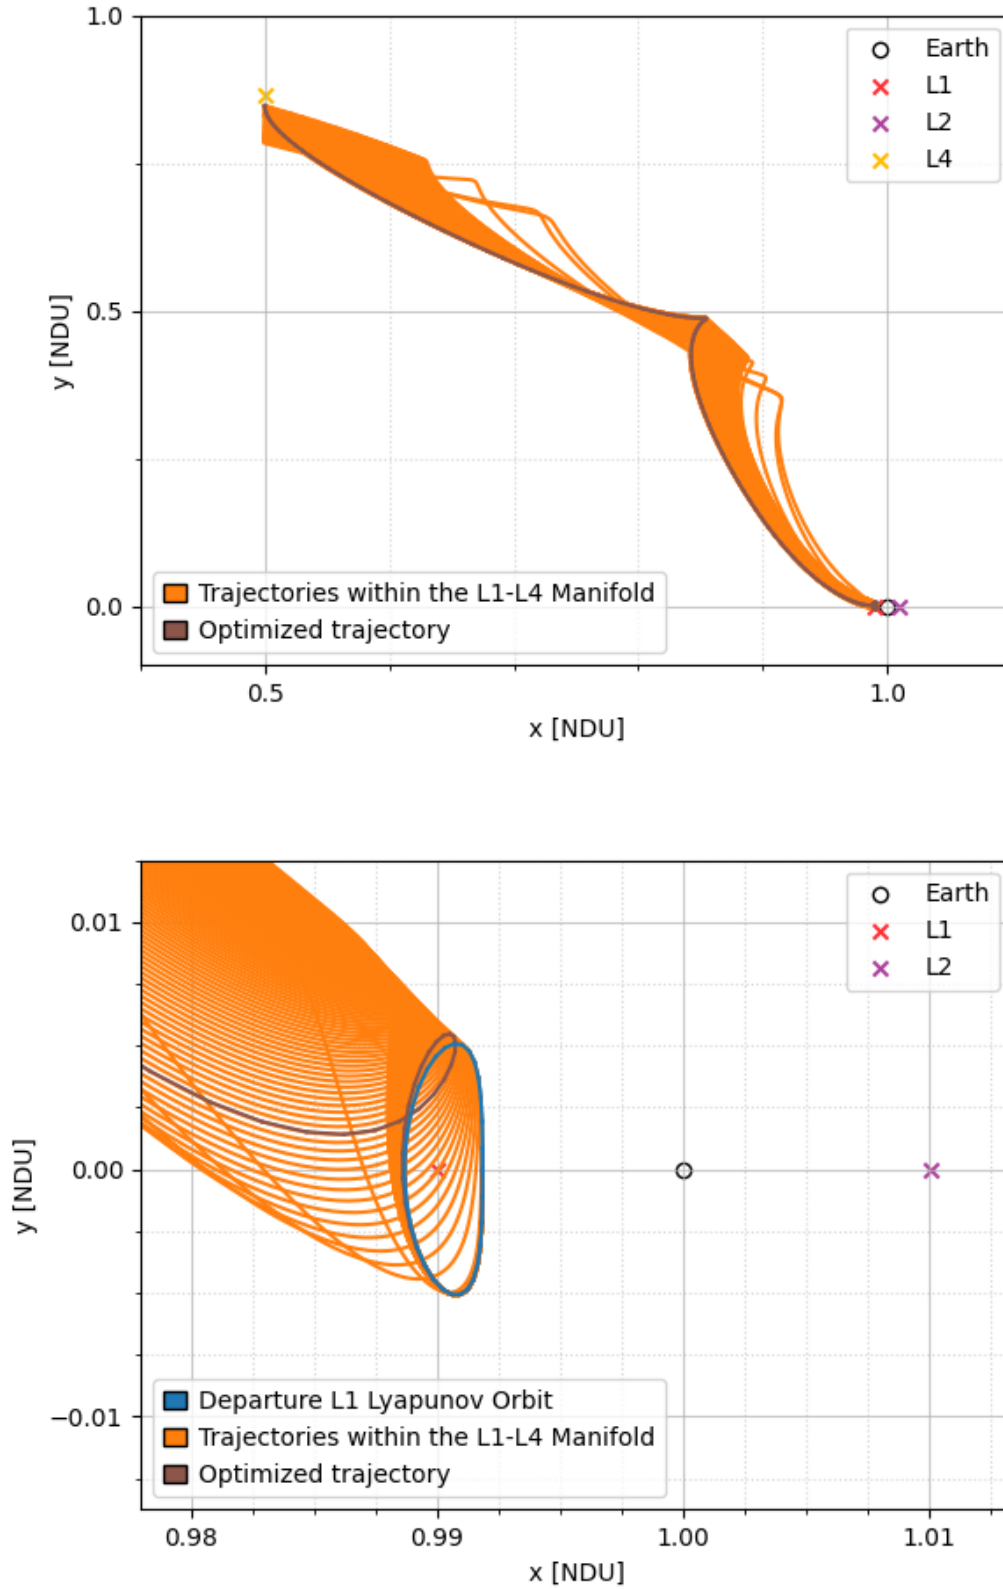 1.0
Earth
L1
L2
L4
0.5
y [NDU]
Trajectories within the L1-L4 Manifold
Optimized trajectory
0.0
0.5 1.0
x [NDU]
Earth
L1
L2
0.01
0.00
y [NDU]
−0.01
Departure L1 Lyapunov Orbit
Trajectories within the L1-L4 Manifold
Optimized trajectory
0.98 0.99 1.00 1.01
x [NDU]